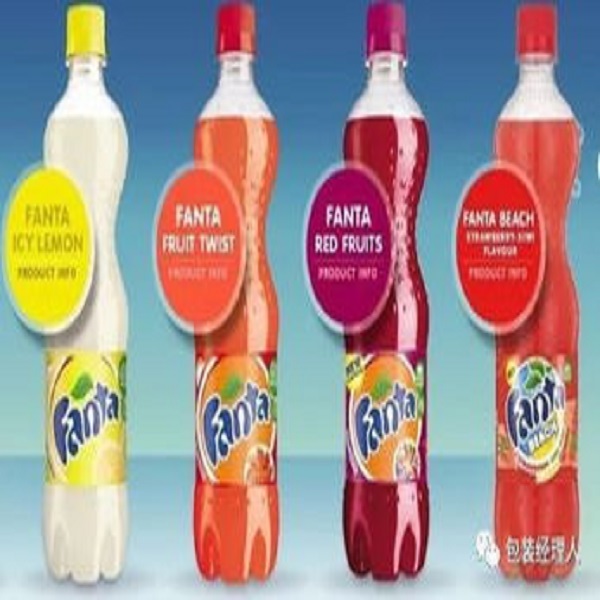 FANTA
ICY LEMON
PRODUCT INFO
FANTA
FRUIT TWIST
PRODUCT INFO
FANTA
RED FRUITS
PRODUCT INFO
FANTA BEACH
STRAWBERRY-KIWI
FLAVOUR
PRODUCT INFO
Fanta
Fanta
Fanta
Fanta
包装经理人